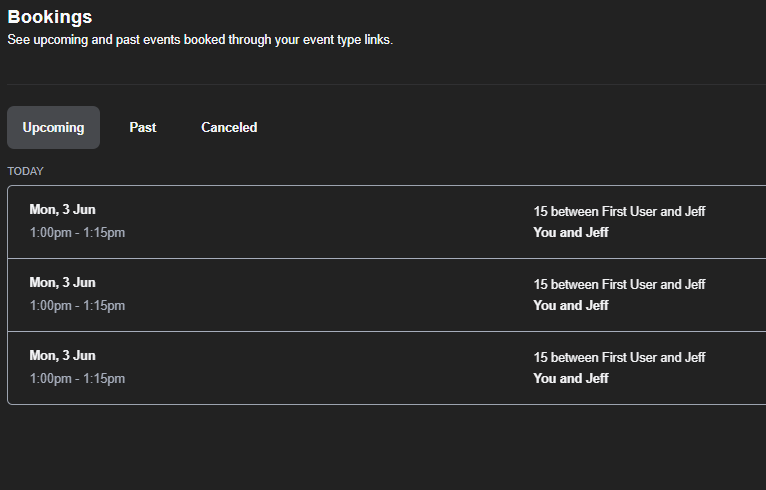 Bookings
See upcoming and past events booked through your event type links.
Upcoming Past Canceled
TODAY
Mon, 3 Jun
15 between First User and Jeff
1:00pm - 1:15pm
You and Jeff
Mon, 3 Jun
15 between First User and Jeff
1:00pm - 1:15pm
You and Jeff
Mon, 3 Jun
15 between First User and Jeff
1:00pm - 1:15pm
You and Jeff